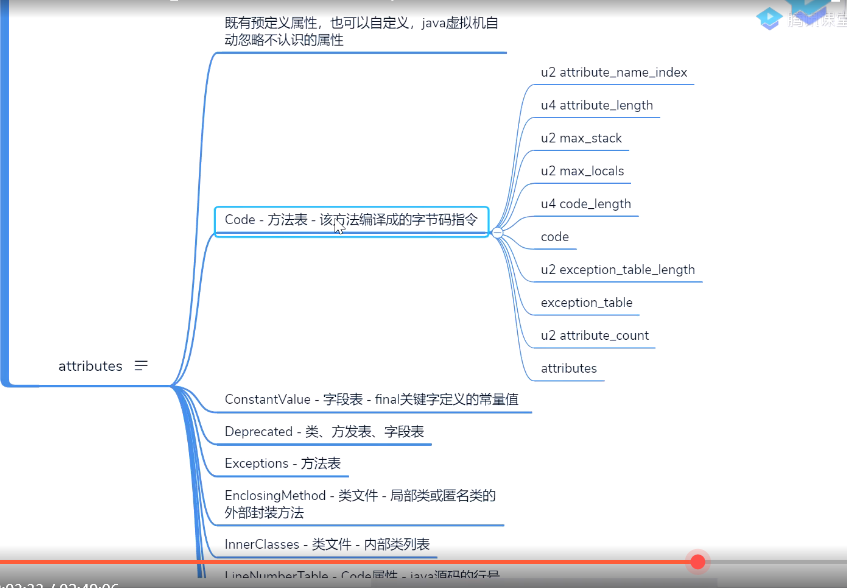 既有预定义属性，也可以自定义，java虚拟机自
动忽略不认识的属性
u2 attribute_name_index
u4 attribute_length
u2 max_stack
u2 max_locals
Code - 方法表 - 该方法编译成的字节码指令
u4 code_length
code
u2 exception_table_length
exception_table
u2 attribute_count
attributes
attributes
ConstantValue - 字段表 - final关键字定义的常量值
Deprecated - 类、方发表、字段表
Exceptions - 方法表
EnclosingMethod - 类文件 - 局部类或匿名类的
外部封装方法
InnerClasses - 类文件 - 内部类列表
LineNumberTable - Code属性 - java源码的行号